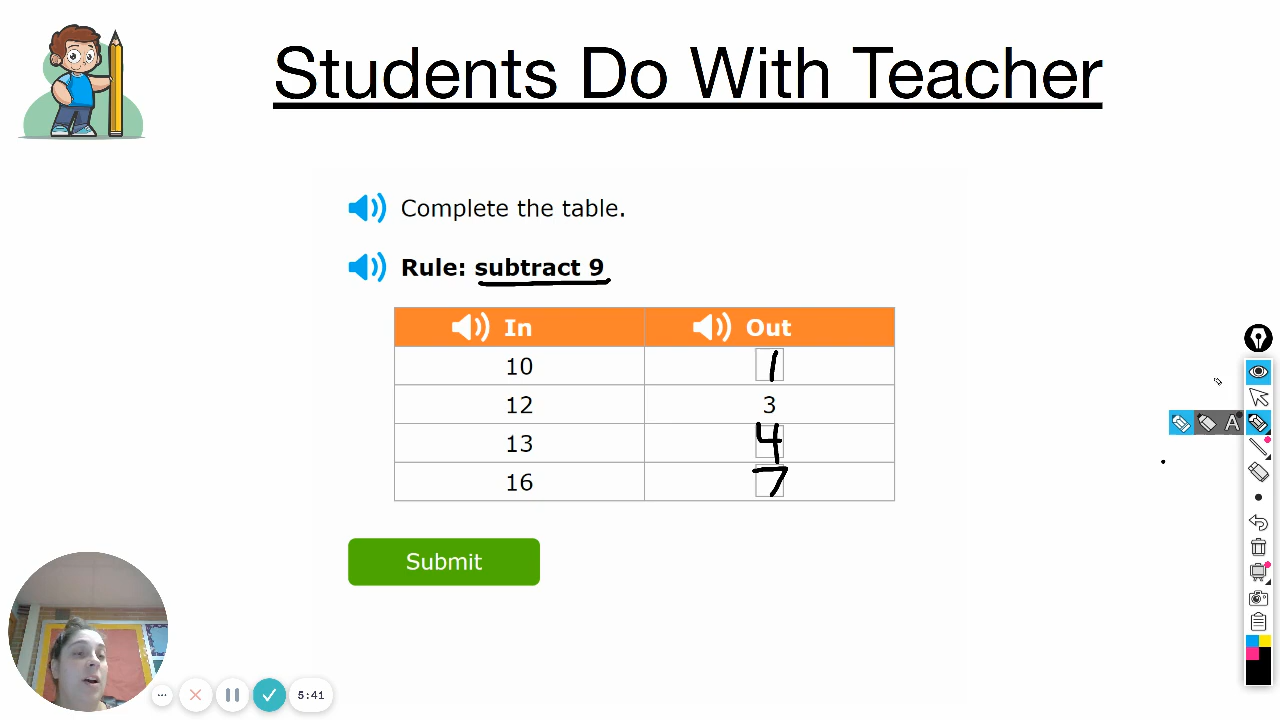 Students Do With Teacher
Complete the table.
Rule: subtract 9
In Out
10 1
12 3
13 4
16 7
Submit
A
5:41